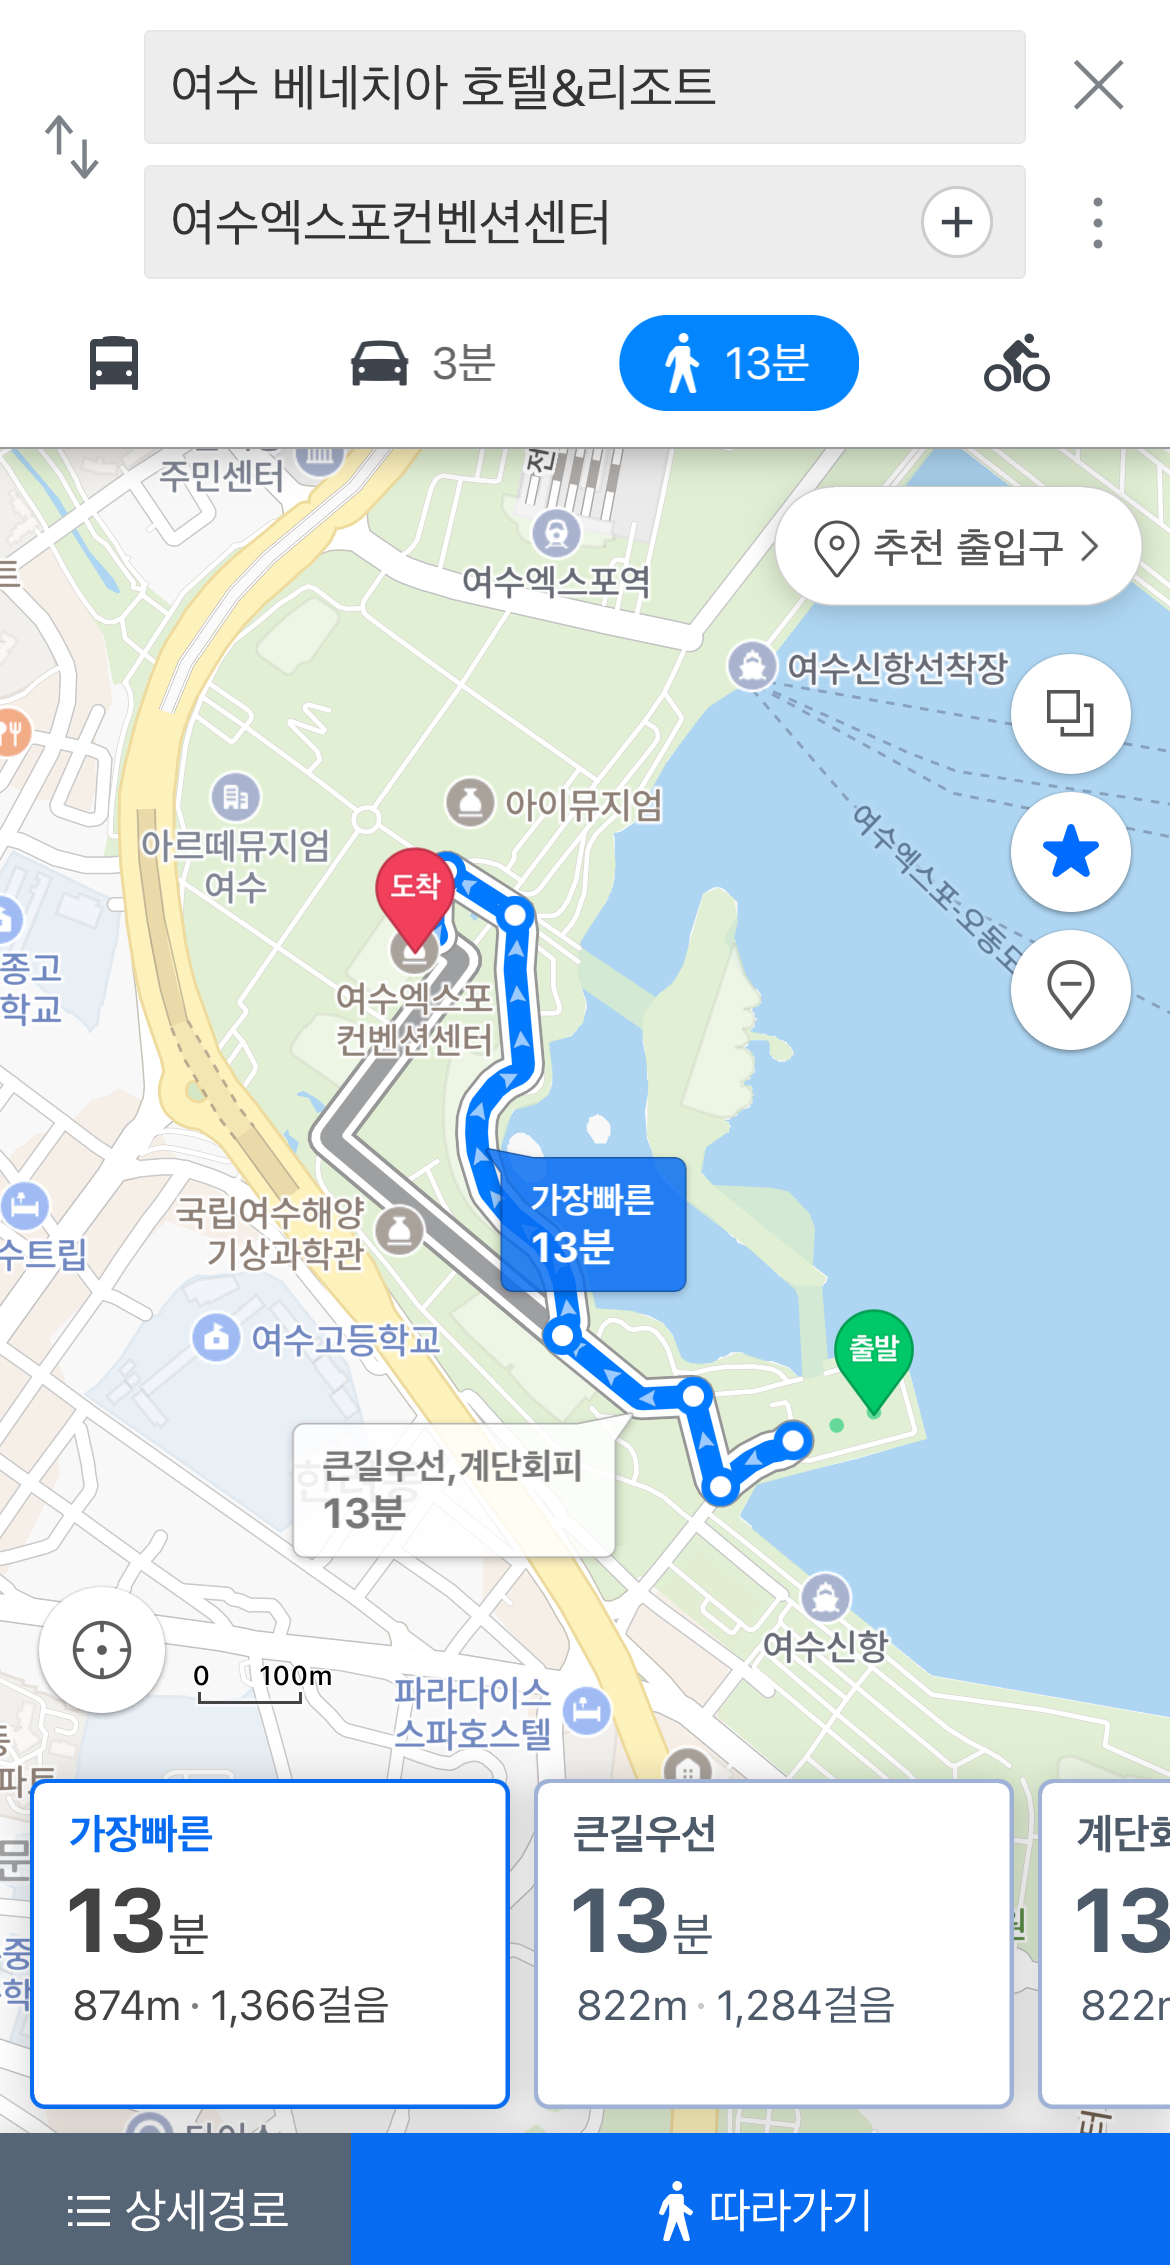 여수 베네치아 호텔&리조트
여수엑스포컨벤션센터
3분
13분
주민센터
전
여수엑스포역
추천 출입구
여수신항선착장
아이뮤지엄
아르떼뮤지엄
여수
도착
여수엑스포-오동도
종고
학교
여수엑스포
컨벤션센터
가장빠른
13분
국립여수해양
기상과학관
수트립
여수고등학교
출발
큰길우선,계단회피
13분
여수신항
0 100m
파라다이스
스파호스텔
가장빠른
13분
874m · 1,366걸음
큰길우선
13분
822m · 1,284걸음
계단회
13
822m
상세경로
따라가기